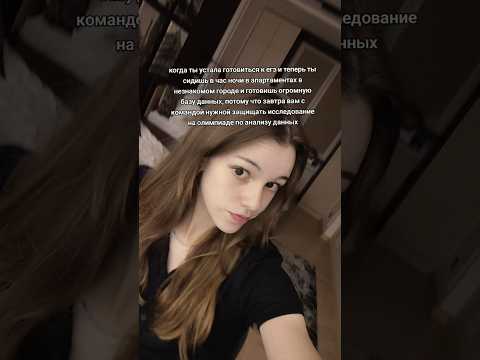 когда ты устала готовиться к егэ и теперь ты
сидишь в час ночи в апартаментах в
незнакомом городе и готовишь огромную
базу данных, потому что завтра вам с
командой нужной защищать исследование
на олимпиаде по анализу данных